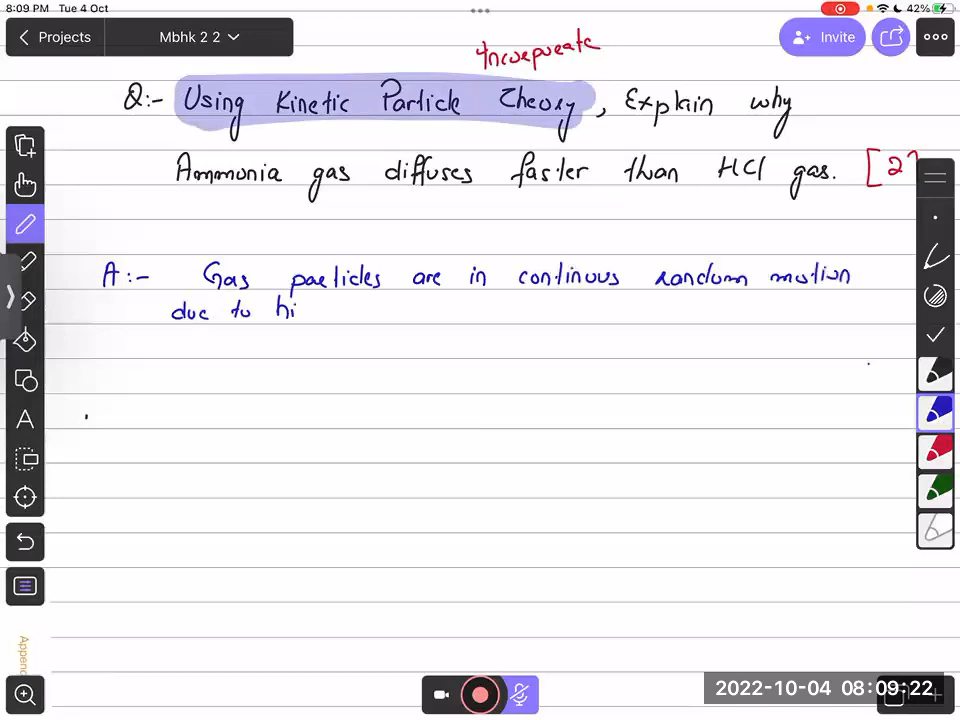 8:09 PM Tue 4 Oct
42%
Projects
Mbhk 2 2
Invite
Incorporate
Q:- Using Kinetic Particle Theory, Explain why
Ammonia gas diffuses faster than HCl gas. [2]
A:- Gas particles are in continous random motion
due to hi
A
Append
2022-10-04 08:09:22